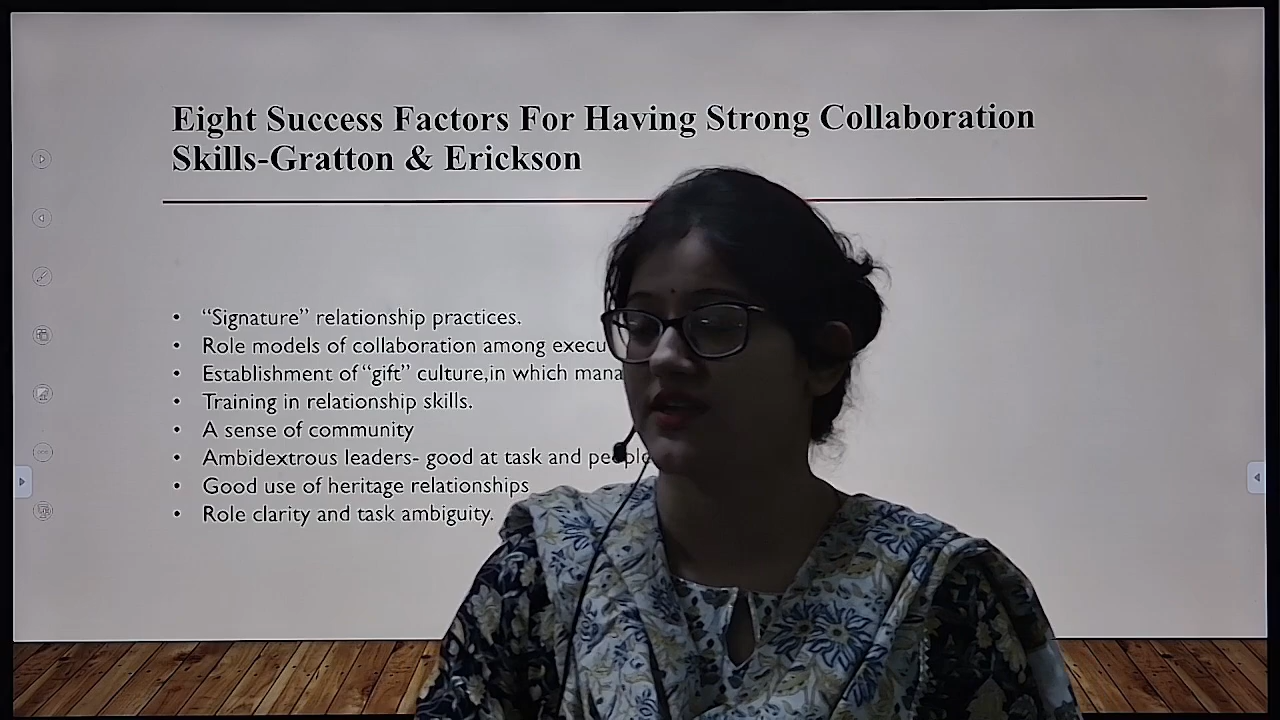 Eight Success Factors For Having Strong Collaboration
Skills-Gratton & Erickson
• “Signature” relationship practices.
• Role models of collaboration among execu
• Establishment of “gift” culture,in which mana
• Training in relationship skills.
• A sense of community
• Ambidextrous leaders- good at task and people
• Good use of heritage relationships
• Role clarity and task ambiguity.